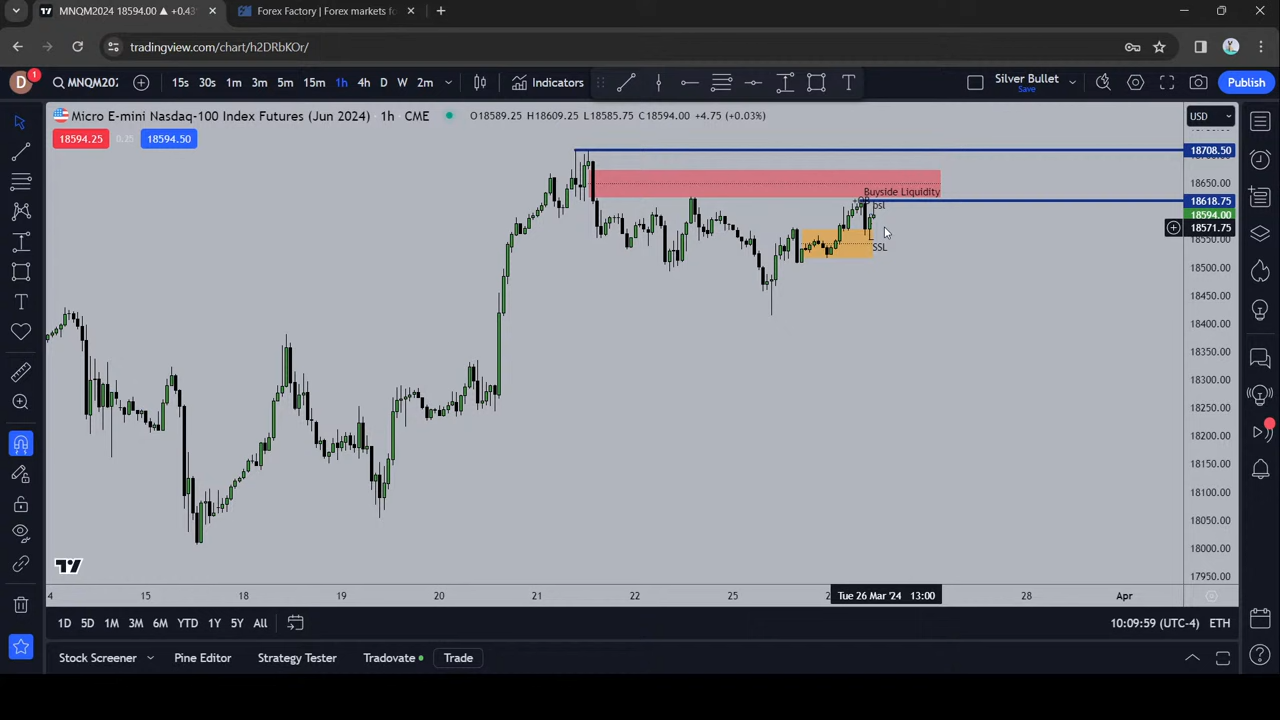 MNQM2024 18594.00 ▲ +0.43
Forex Factory | Forex markets fo
tradingview.com/chart/h2DRbKOr/
D 1 MNQM202 15s 30s 1m 3m 5m 15m 1h 4h D W 2m Indicators Silver Bullet Save Publish
Micro E-mini Nasdaq-100 Index Futures (Jun 2024) · 1h · CME O18589.25 H18609.25 L18585.75 C18594.00 +4.75 (+0.03%) USD
18594.25 0.25 18594.50
18708.50
18650.00
Buyside Liquidity
18618.75
bsl
18594.00
18571.75
18550.00
SSL
18500.00
18450.00
18400.00
18350.00
18300.00
18250.00
18200.00
18150.00
18100.00
18050.00
18000.00
17950.00
4 15 18 19 20 21 22 25 2 Tue 26 Mar '24 13:00 28 Apr
1D 5D 1M 3M 6M YTD 1Y 5Y All 10:09:59 (UTC-4) ETH
Stock Screener Pine Editor Strategy Tester Tradovate Trade